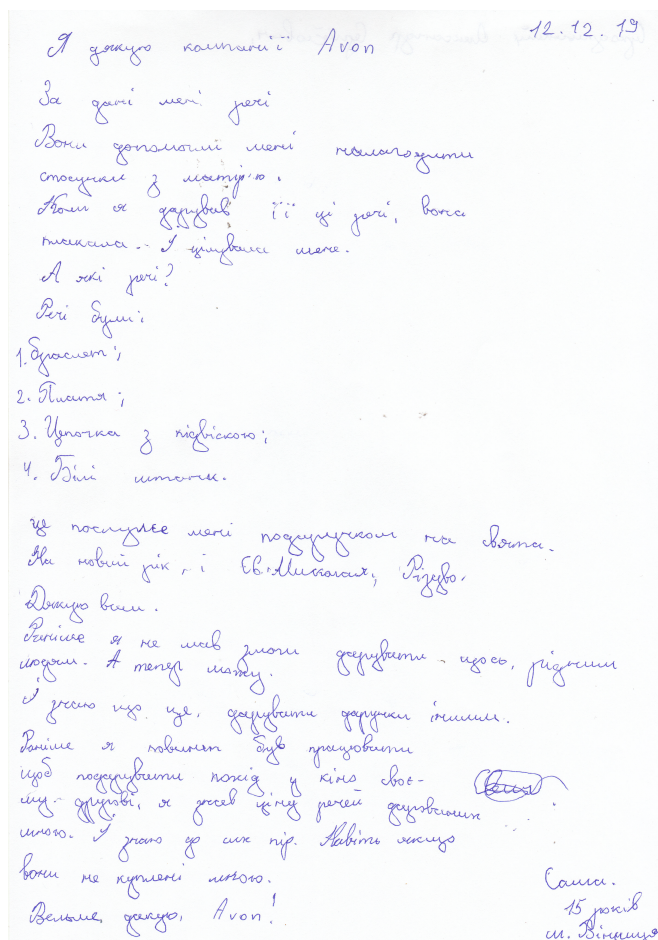 12.12.19
Я дякую компанії Avon
За дані мені речі
Вони допомогли мені налагодити
стосунки з матір'ю.
Коли я дарував її ці речі, вона
плакала. І цілувала мене.
А які речі?
Речі були:
1. Браслет;
2. Плаття;
3. Цепочка з підвіскою;
4. Білі штани.
це послужє мені подарунком на свята.
На новий рік, і Св. Миколая, Різдво.
Дякую вам.
Раніше я не мав змоги дарувати щось, рідним
людям. А тепер можу.
І знаю що це, дарувати даручки іншим.
Раніше я повинен був працювати
щоб подарувати похід у кіно своє-
му другові, я знав ціну речей дарованих
мною. І знаю до сих пір. Навіть якщо
вони не куплені мною.
Вельме дякую, Avon!
Саша.
15 років
м. Вінниця